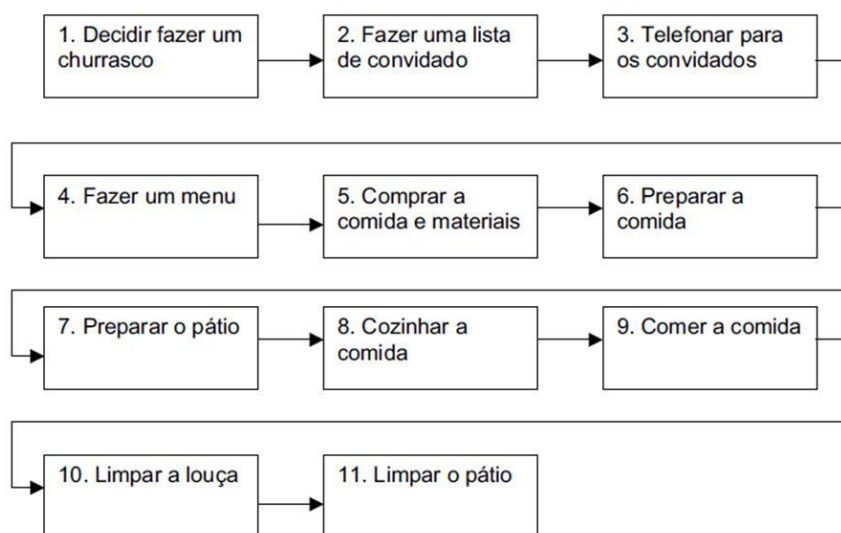 1. Decidir fazer um
churrasco
2. Fazer uma lista
de convidado
3. Telefonar para
os convidados
4. Fazer um menu
5. Comprar a
comida e materiais
6. Preparar a
comida
7. Preparar o pátio
8. Cozinhar a
comida
9. Comer a comida
10. Limpar a louça
11. Limpar o pátio